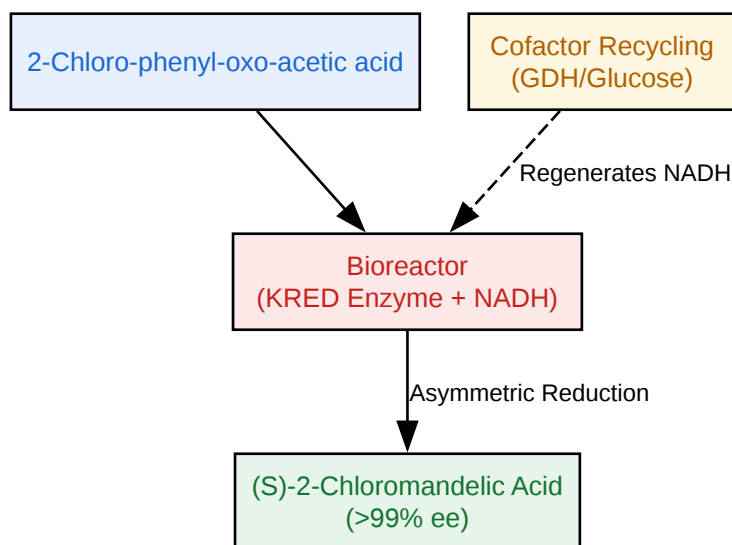 2-Chloro-phenyl-oxo-acetic acid
Cofactor Recycling
(GDH/Glucose)
Regenerates NADH
Bioreactor
(KRED Enzyme + NADH)
Asymmetric Reduction
(S)-2-Chloromandelic Acid
(>99% ee)